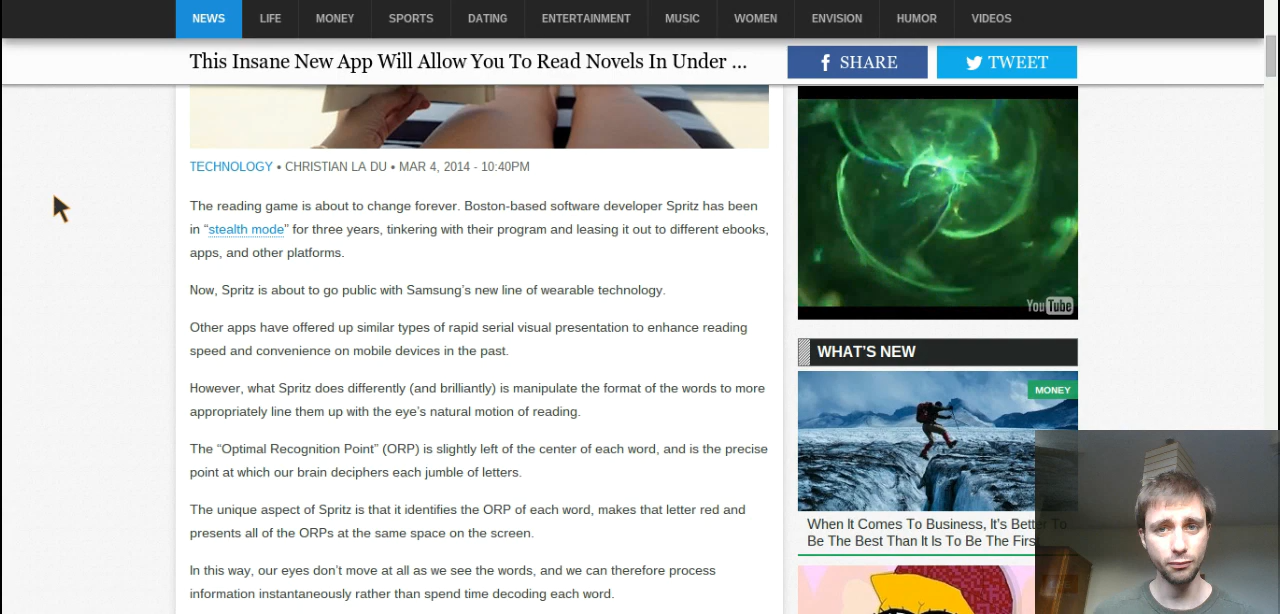 NEWS LIFE MONEY SPORTS DATING ENTERTAINMENT MUSIC WOMEN ENVISION HUMOR VIDEOS
This Insane New App Will Allow You To Read Novels In Under ...
SHARE
TWEET
TECHNOLOGY • CHRISTIAN LA DU • MAR 4, 2014 - 10:40PM
The reading game is about to change forever. Boston-based software developer Spritz has been
in “stealth mode” for three years, tinkering with their program and leasing it out to different ebooks,
apps, and other platforms.
Now, Spritz is about to go public with Samsung’s new line of wearable technology.
Other apps have offered up similar types of rapid serial visual presentation to enhance reading
speed and convenience on mobile devices in the past.
However, what Spritz does differently (and brilliantly) is manipulate the format of the words to more
appropriately line them up with the eye’s natural motion of reading.
The “Optimal Recognition Point” (ORP) is slightly left of the center of each word, and is the precise
point at which our brain deciphers each jumble of letters.
The unique aspect of Spritz is that it identifies the ORP of each word, makes that letter red and
presents all of the ORPs at the same space on the screen.
In this way, our eyes don’t move at all as we see the words, and we can therefore process
information instantaneously rather than spend time decoding each word.
YouTube
WHAT’S NEW
MONEY
When It Comes To Business, It’s Better To
Be The Best Than It Is To Be The First